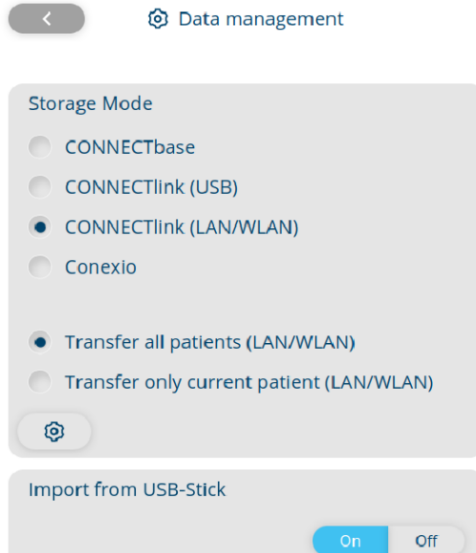 Data management
Storage Mode
CONNECTbase
CONNECTlink (USB)
CONNECTlink (LAN/WLAN)
Conexio
Transfer all patients (LAN/WLAN)
Transfer only current patient (LAN/WLAN)
Import from USB-Stick
On Off